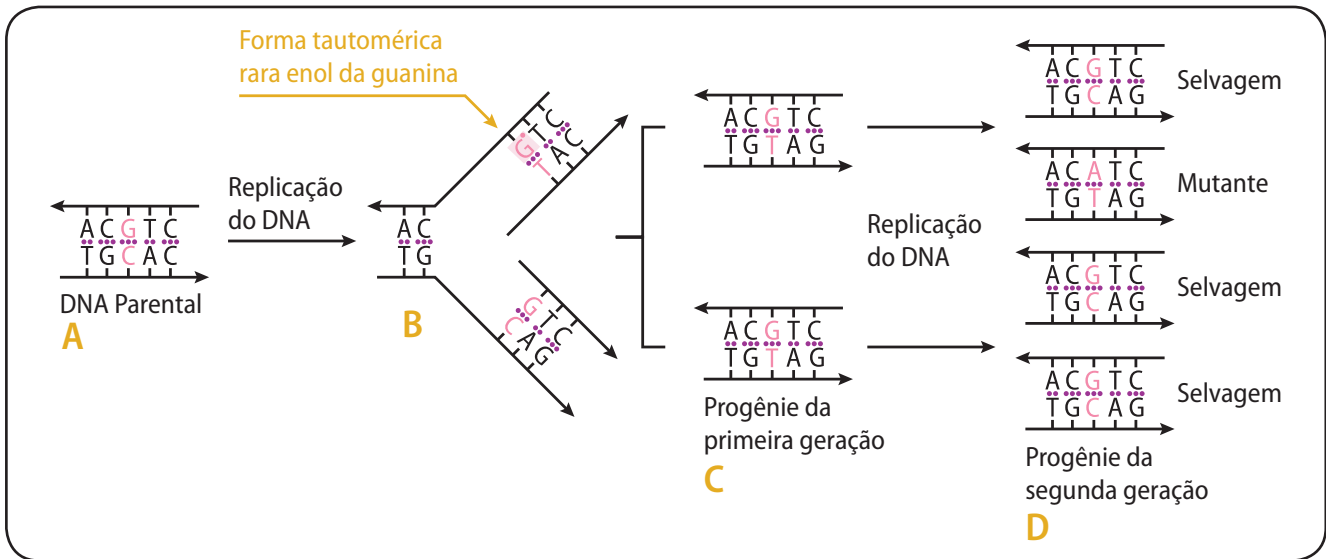 Forma tautomérica
rara enol da guanina
A C G T C
T G C A C
DNA Parental
A
Replicação
do DNA
A C
T G
B
G T C
T A C
G T C
C A G
A C G T C
T G T A G
A C G T C
T G T A G
Progênie da
primeira geração
C
Replicação
do DNA
A C G T C
T G C A G
Selvagem
A C A T C
T G T A G
Mutante
A C G T C
T G C A G
Selvagem
A C G T C
T G C A G
Selvagem
Progênie da
segunda geração
D